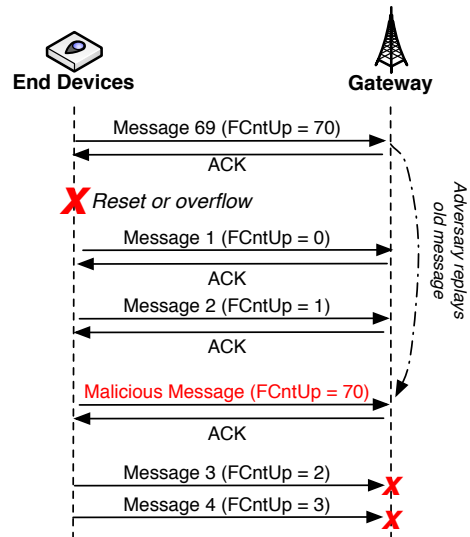 End Devices
Gateway
Message 69 (FCntUp = 70)
ACK
X Reset or overflow
Message 1 (FCntUp = 0)
ACK
Message 2 (FCntUp = 1)
ACK
Adversary replays
old message
Malicious Message (FCntUp = 70)
ACK
Message 3 (FCntUp = 2)
X
Message 4 (FCntUp = 3)
X